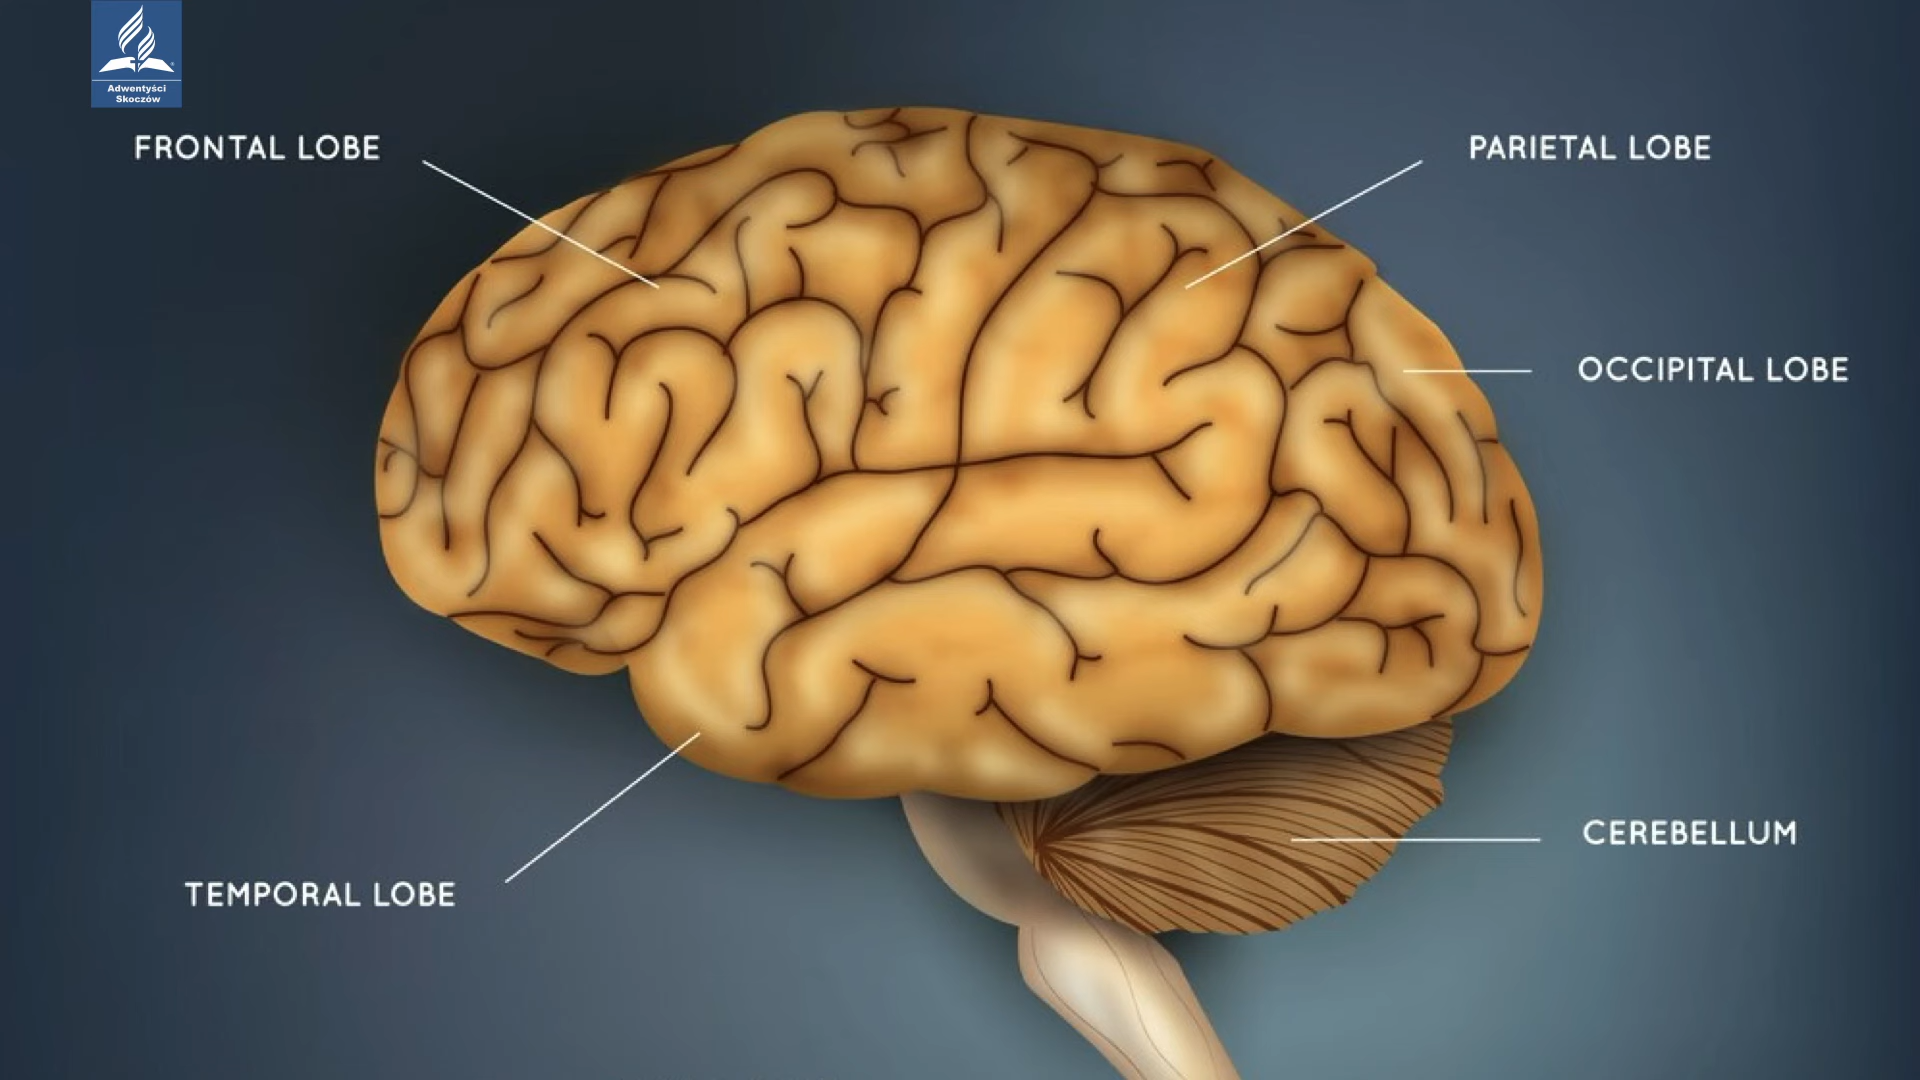 Adwentyści
Skoczów
FRONTAL LOBE
PARIETAL LOBE
OCCIPITAL LOBE
CEREBELLUM
TEMPORAL LOBE